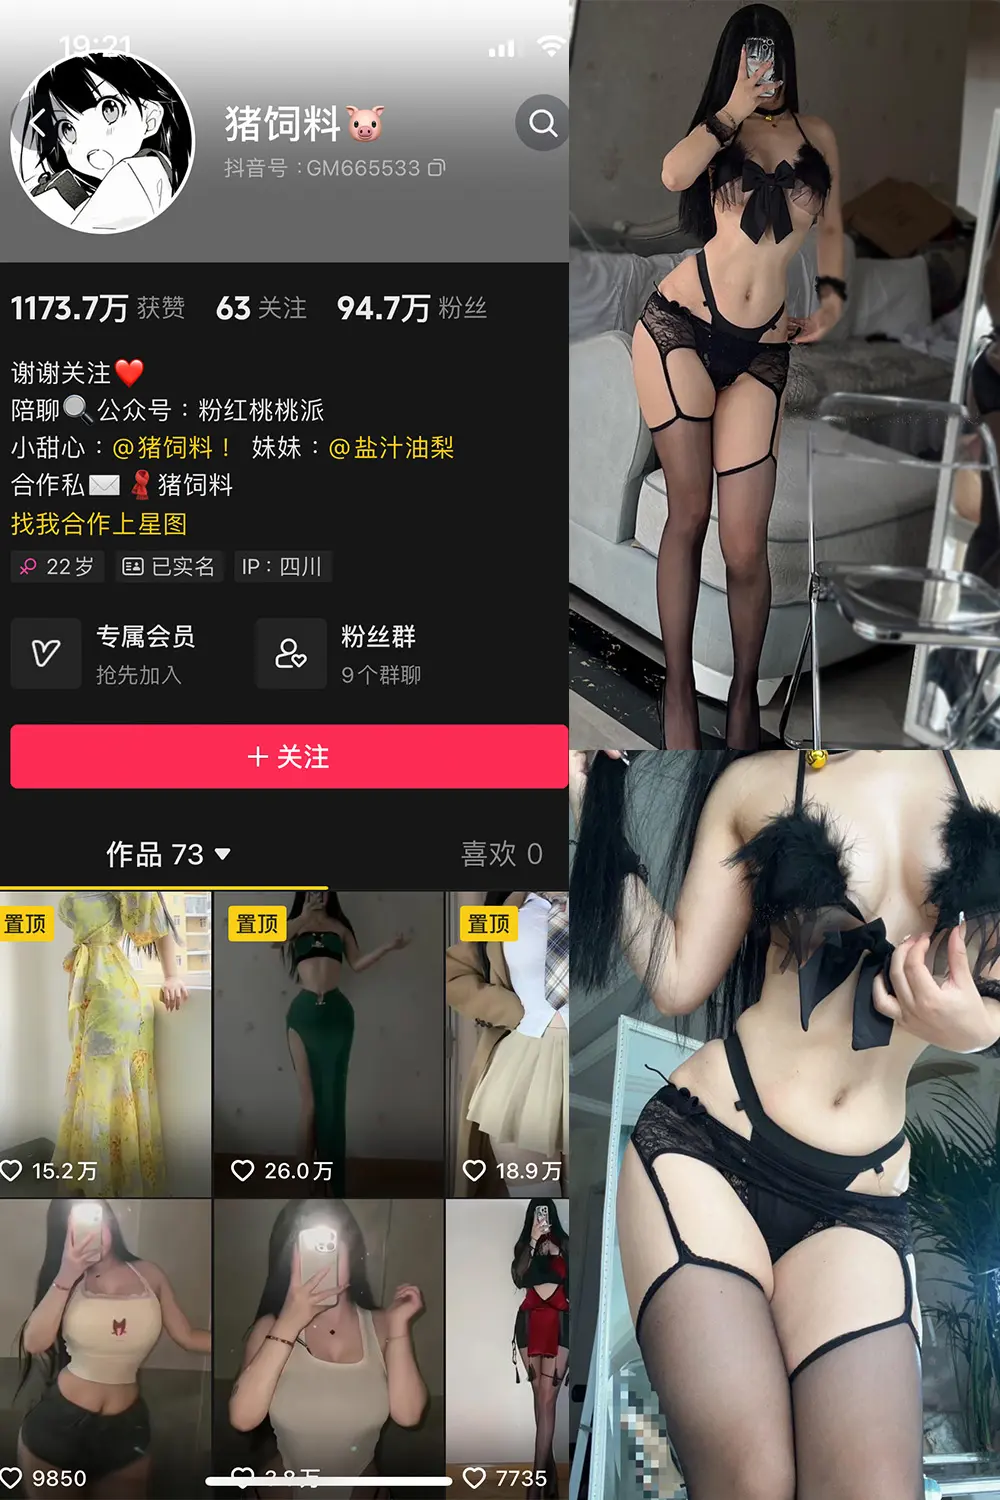 19:21
猪饲料🐷
抖音号：GM665533
1173.7万 获赞 63 关注 94.7万 粉丝
谢谢关注❤️
陪聊🔍公众号：粉红桃桃派
小甜心：@猪饲料！ 妹妹：@盐汁油梨
合作私✉️🧣猪饲料
找我合作上星图
22岁 已实名 IP：四川
专属会员 粉丝群
抢先加入 9个群聊
+ 关注
作品 73 喜欢 0
置顶 置顶 置顶
15.2万 26.0万 18.9万
9850 3.8万 7735